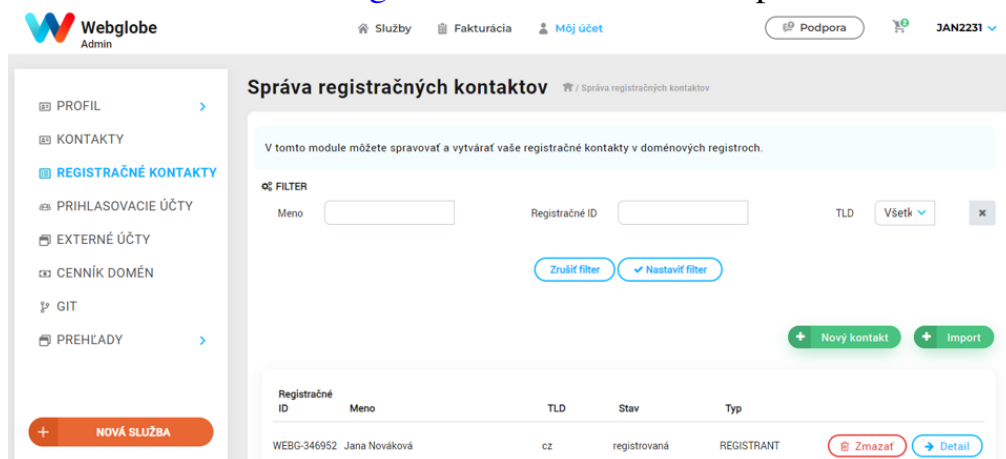 Webglobe
Admin
Služby
Fakturácia
Môj účet
Podpora
0
JAN2231
PROFIL
KONTAKTY
REGISTRAČNÉ KONTAKTY
PRIHLASOVACIE ÚČTY
EXTERNÉ ÚČTY
CENNÍK DOMÉN
GIT
PREHĽADY
+ NOVÁ SLUŽBA
Správa registračných kontaktov / Správa registračných kontaktov
V tomto module môžete spravovať a vytvárať vaše registračné kontakty v doménových registroch.
FILTER
Meno Registračné ID TLD Všetk
Zrušiť filter Nastaviť filter
+ Nový kontakt + Import
Registračné
ID Meno TLD Stav Typ
WEBG-346952 Jana Nováková cz registrovaná REGISTRANT Zmazať Detail